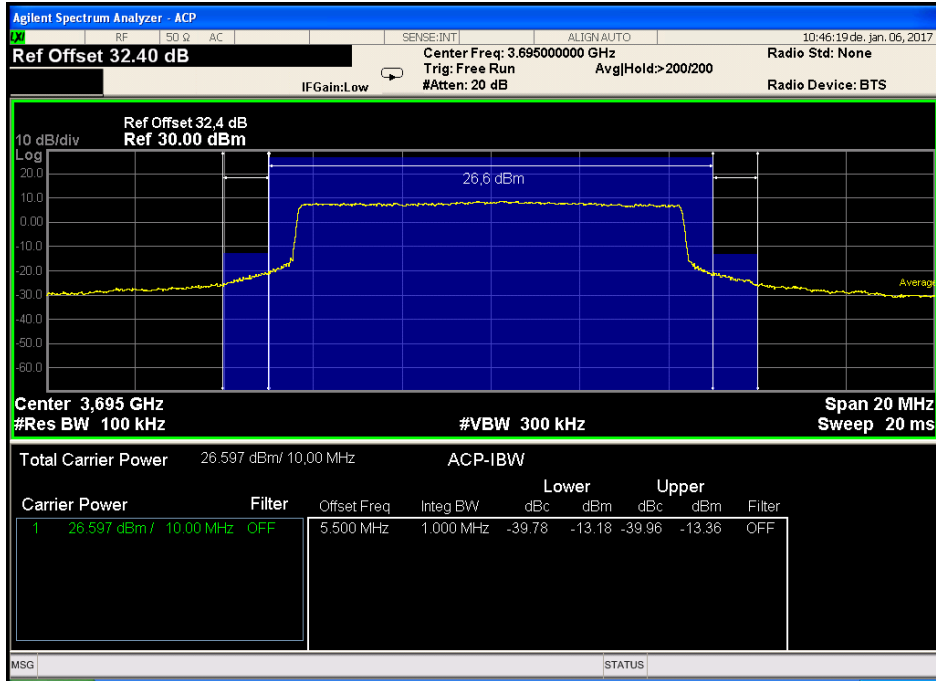 Agilent Spectrum Analyzer - ACP
LXI RF 50 Ω AC SENSE:INT ALIGN AUTO 10:46:19 de. jan. 06, 2017
Ref Offset 32.40 dB Center Freq: 3.695000000 GHz Radio Std: None
Trig: Free Run Avg|Hold:>200/200
IFGain:Low #Atten: 20 dB Radio Device: BTS
Ref Offset 32,4 dB
10 dB/div Ref 30.00 dBm
Log
20.0
26,6 dBm
10.0
0.00
-10.0
-20.0
Average
-30.0
-40.0
-50.0
-60.0
Center 3,695 GHz Span 20 MHz
#Res BW 100 kHz #VBW 300 kHz Sweep 20 ms
Total Carrier Power 26.597 dBm/ 10,00 MHz ACP-IBW
Lower Upper
Carrier Power Filter Offset Freq Integ BW dBc dBm dBc dBm Filter
1 26.597 dBm / 10.00 MHz OFF 5.500 MHz 1.000 MHz -39.78 -13.18 -39.96 -13.36 OFF
MSG STATUS